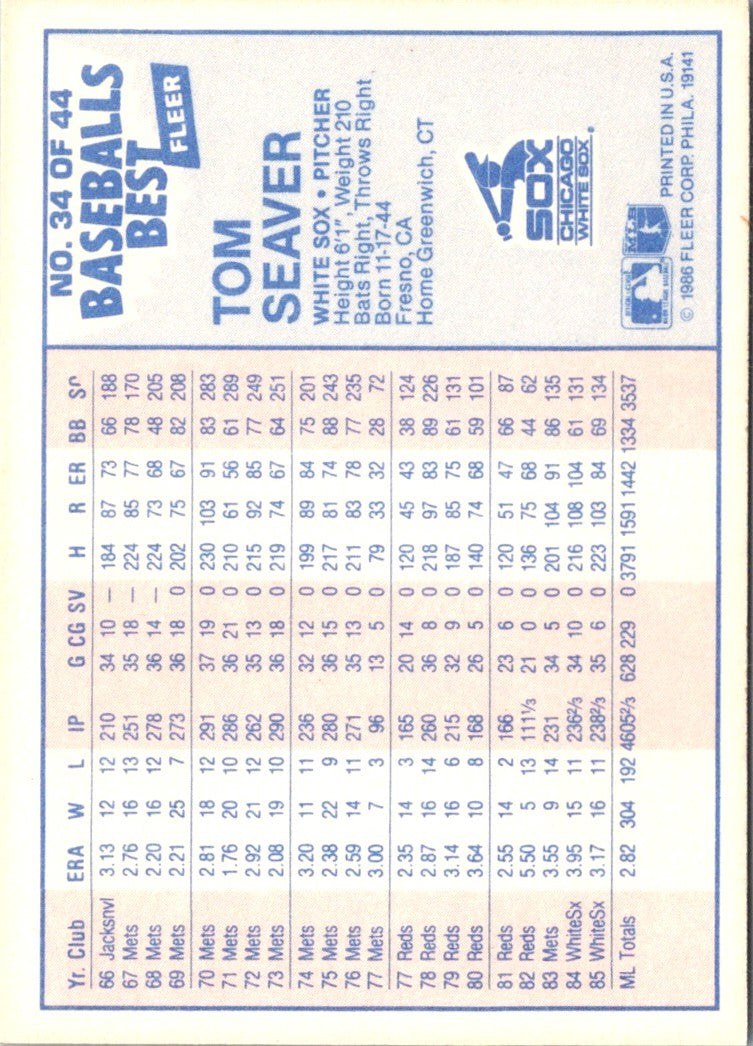 NO. 34 OF 44
BASEBALLS
BEST
FLEER
TOM
SEAVER
WHITE SOX • PITCHER
Height 6'1", Weight 210
Bats Right, Throws Right
Born 11-17-44
Fresno, CA
Home Greenwich, CT
SOX
CHICAGO
WHITE SOX.
MLB
PRINTED IN U.S.A.
© 1986 FLEER CORP. PHILA. 19141
Yr. Club ERA W L IP G CG SV H R ER BB SO
66 Jacksnvl 3.13 12 12 210 34 10 — 184 87 73 66 188
67 Mets 2.76 16 13 251 35 18 — 224 85 77 78 170
68 Mets 2.20 16 12 278 36 14 — 224 73 68 48 205
69 Mets 2.21 25 7 273 36 18 0 202 75 67 82 208
70 Mets 2.81 18 12 291 37 19 0 230 103 91 83 283
71 Mets 1.76 20 10 286 36 21 0 210 61 56 61 289
72 Mets 2.92 21 12 262 35 13 0 215 92 85 77 249
73 Mets 2.08 19 10 290 36 18 0 219 74 67 64 251
74 Mets 3.20 11 11 236 32 12 0 199 89 84 75 201
75 Mets 2.38 22 9 280 36 15 0 217 81 74 88 243
76 Mets 2.59 14 11 271 35 13 0 211 83 78 77 235
77 Mets 3.00 7 3 96 13 5 0 79 33 32 28 72
77 Reds 2.35 14 3 165 20 14 0 120 45 43 38 124
78 Reds 2.87 16 14 260 36 8 0 218 97 83 89 226
79 Reds 3.14 16 6 215 32 9 0 187 85 75 61 131
80 Reds 3.64 10 8 168 26 5 0 140 74 68 59 101
81 Reds 2.55 14 2 166 23 6 0 120 51 47 66 87
82 Reds 5.50 5 13 111⅓ 21 0 0 136 75 68 44 62
83 Mets 3.55 9 14 231 34 5 0 201 104 91 86 135
84 WhiteSx 3.95 15 11 236⅔ 34 10 0 216 108 104 61 131
85 WhiteSx 3.17 16 11 238⅔ 35 6 0 223 103 84 69 134
ML Totals 2.82 304 192 4605⅔ 628 229 0 3791 1591 1442 1334 3537